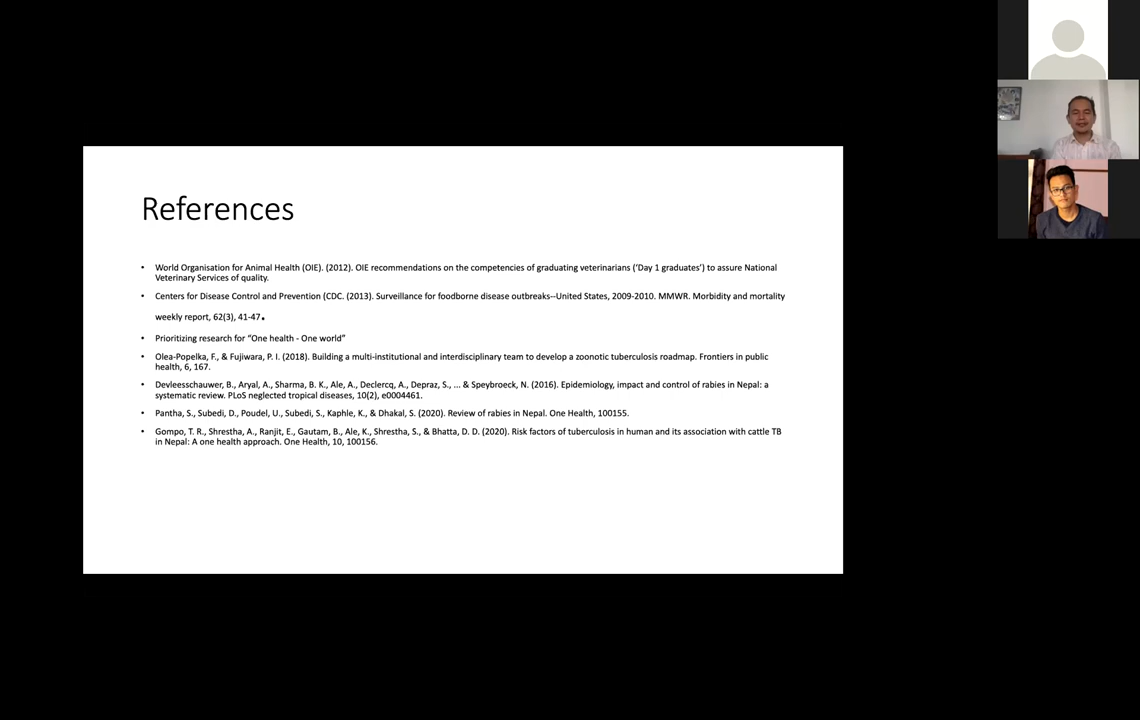 References
• World Organisation for Animal Health (OIE). (2012). OIE recommendations on the competencies of graduating veterinarians (‘Day 1 graduates’) to assure National
Veterinary Services of quality.
• Centers for Disease Control and Prevention (CDC. (2013). Surveillance for foodborne disease outbreaks--United States, 2009-2010. MMWR. Morbidity and mortality
weekly report, 62(3), 41-47.
• Prioritizing research for “One health - One world”
• Olea-Popelka, F., & Fujiwara, P. I. (2018). Building a multi-institutional and interdisciplinary team to develop a zoonotic tuberculosis roadmap. Frontiers in public
health, 6, 167.
• Devleesschauwer, B., Aryal, A., Sharma, B. K., Ale, A., Declercq, A., Depraz, S., ... & Speybroeck, N. (2016). Epidemiology, impact and control of rabies in Nepal: a
systematic review. PLoS neglected tropical diseases, 10(2), e0004461.
• Pantha, S., Subedi, D., Poudel, U., Subedi, S., Kaphle, K., & Dhakal, S. (2020). Review of rabies in Nepal. One Health, 100155.
• Gompo, T. R., Shrestha, A., Ranjit, E., Gautam, B., Ale, K., Shrestha, S., & Bhatta, D. D. (2020). Risk factors of tuberculosis in human and its association with cattle TB
in Nepal: A one health approach. One Health, 10, 100156.